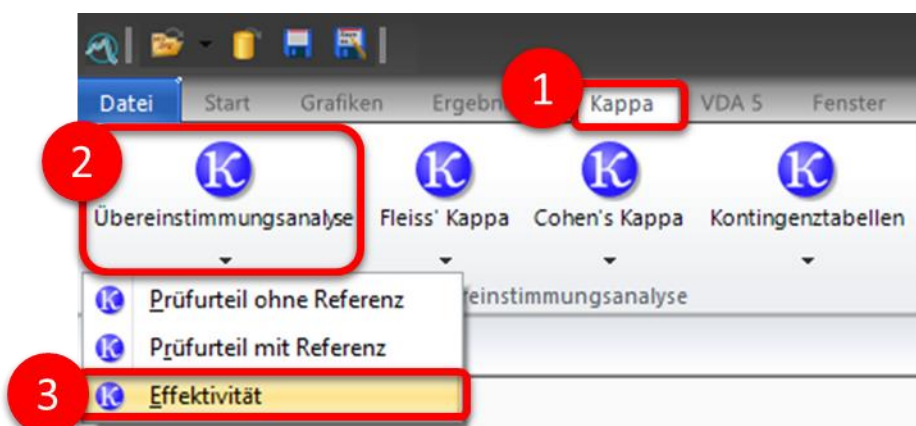 1
Datei Start Grafiken Ergebn Kappa VDA 5 Fenster
2
K K K K
Übereinstimmungsanalyse Fleiss' Kappa Cohen's Kappa Kontingenztabellen
K Prüfurteil ohne Referenz einstimmungsanalyse
K Prüfurteil mit Referenz
3 K Effektivität